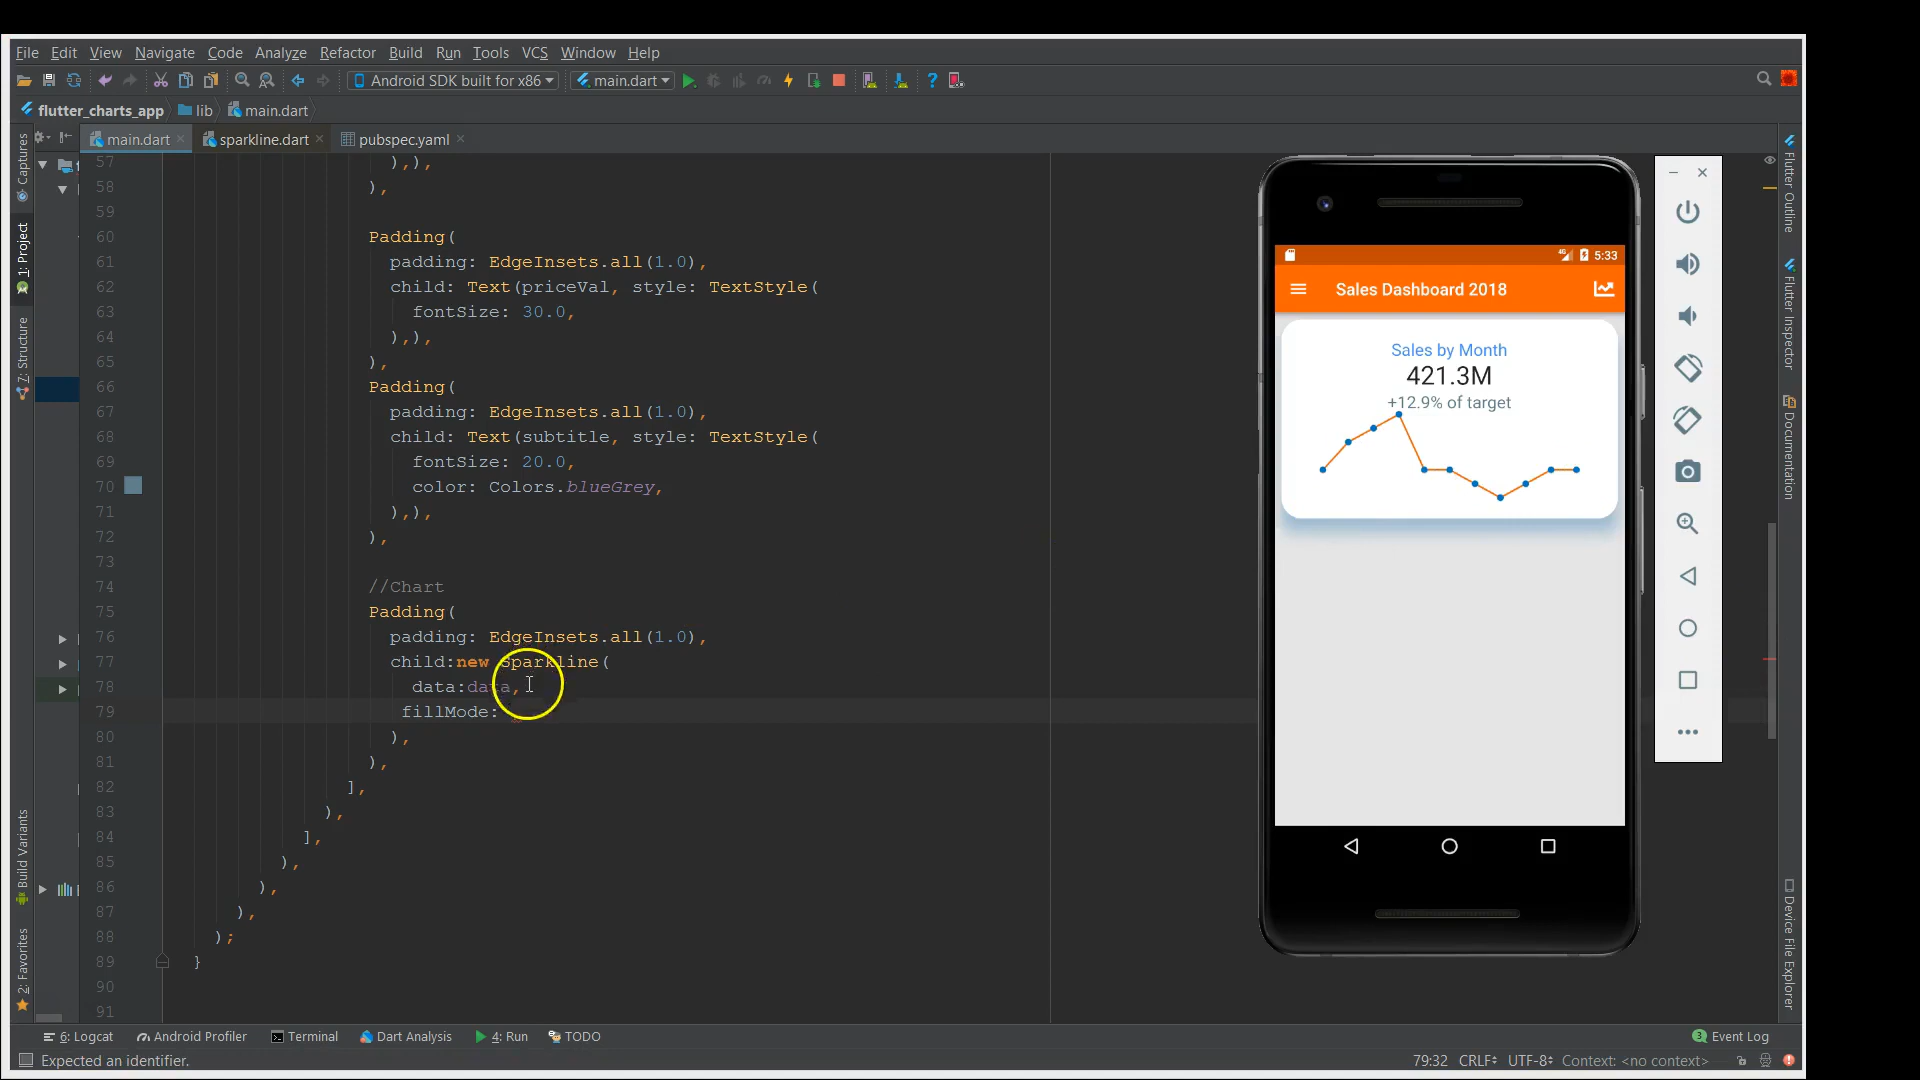 File Edit View Navigate Code Analyze Refactor Build Run Tools VCS Window Help
Android SDK built for x86 main.dart
flutter_charts_app lib main.dart
main.dart sparkline.dart pubspec.yaml
57 ),),
58 ),
59
60 Padding(
61 padding: EdgeInsets.all(1.0),
62 child: Text(priceVal, style: TextStyle(
63 fontSize: 30.0,
64 ),),
65 ),
66 Padding(
67 padding: EdgeInsets.all(1.0),
68 child: Text(subtitle, style: TextStyle(
69 fontSize: 20.0,
70 color: Colors.blueGrey,
71 ),),
72 ),
73
74 //Chart
75 Padding(
76 padding: EdgeInsets.all(1.0),
77 child:new Sparkline(
78 data:data,
79 fillMode:
80 ),
81 ),
82 ],
83 ),
84 ],
85 ),
86 ),
87 ),
88 );
89 }
90
91
Captures
1: Project
7: Structure
Build Variants
2: Favorites
5:33
Sales Dashboard 2018
Sales by Month
421.3M
+12.9% of target
Flutter Outline
Flutter Inspector
Documentation
Device File Explorer
6: Logcat Android Profiler Terminal Dart Analysis 4: Run TODO
3 Event Log
Expected an identifier.
79:32 CRLF UTF-8 Context: <no context>